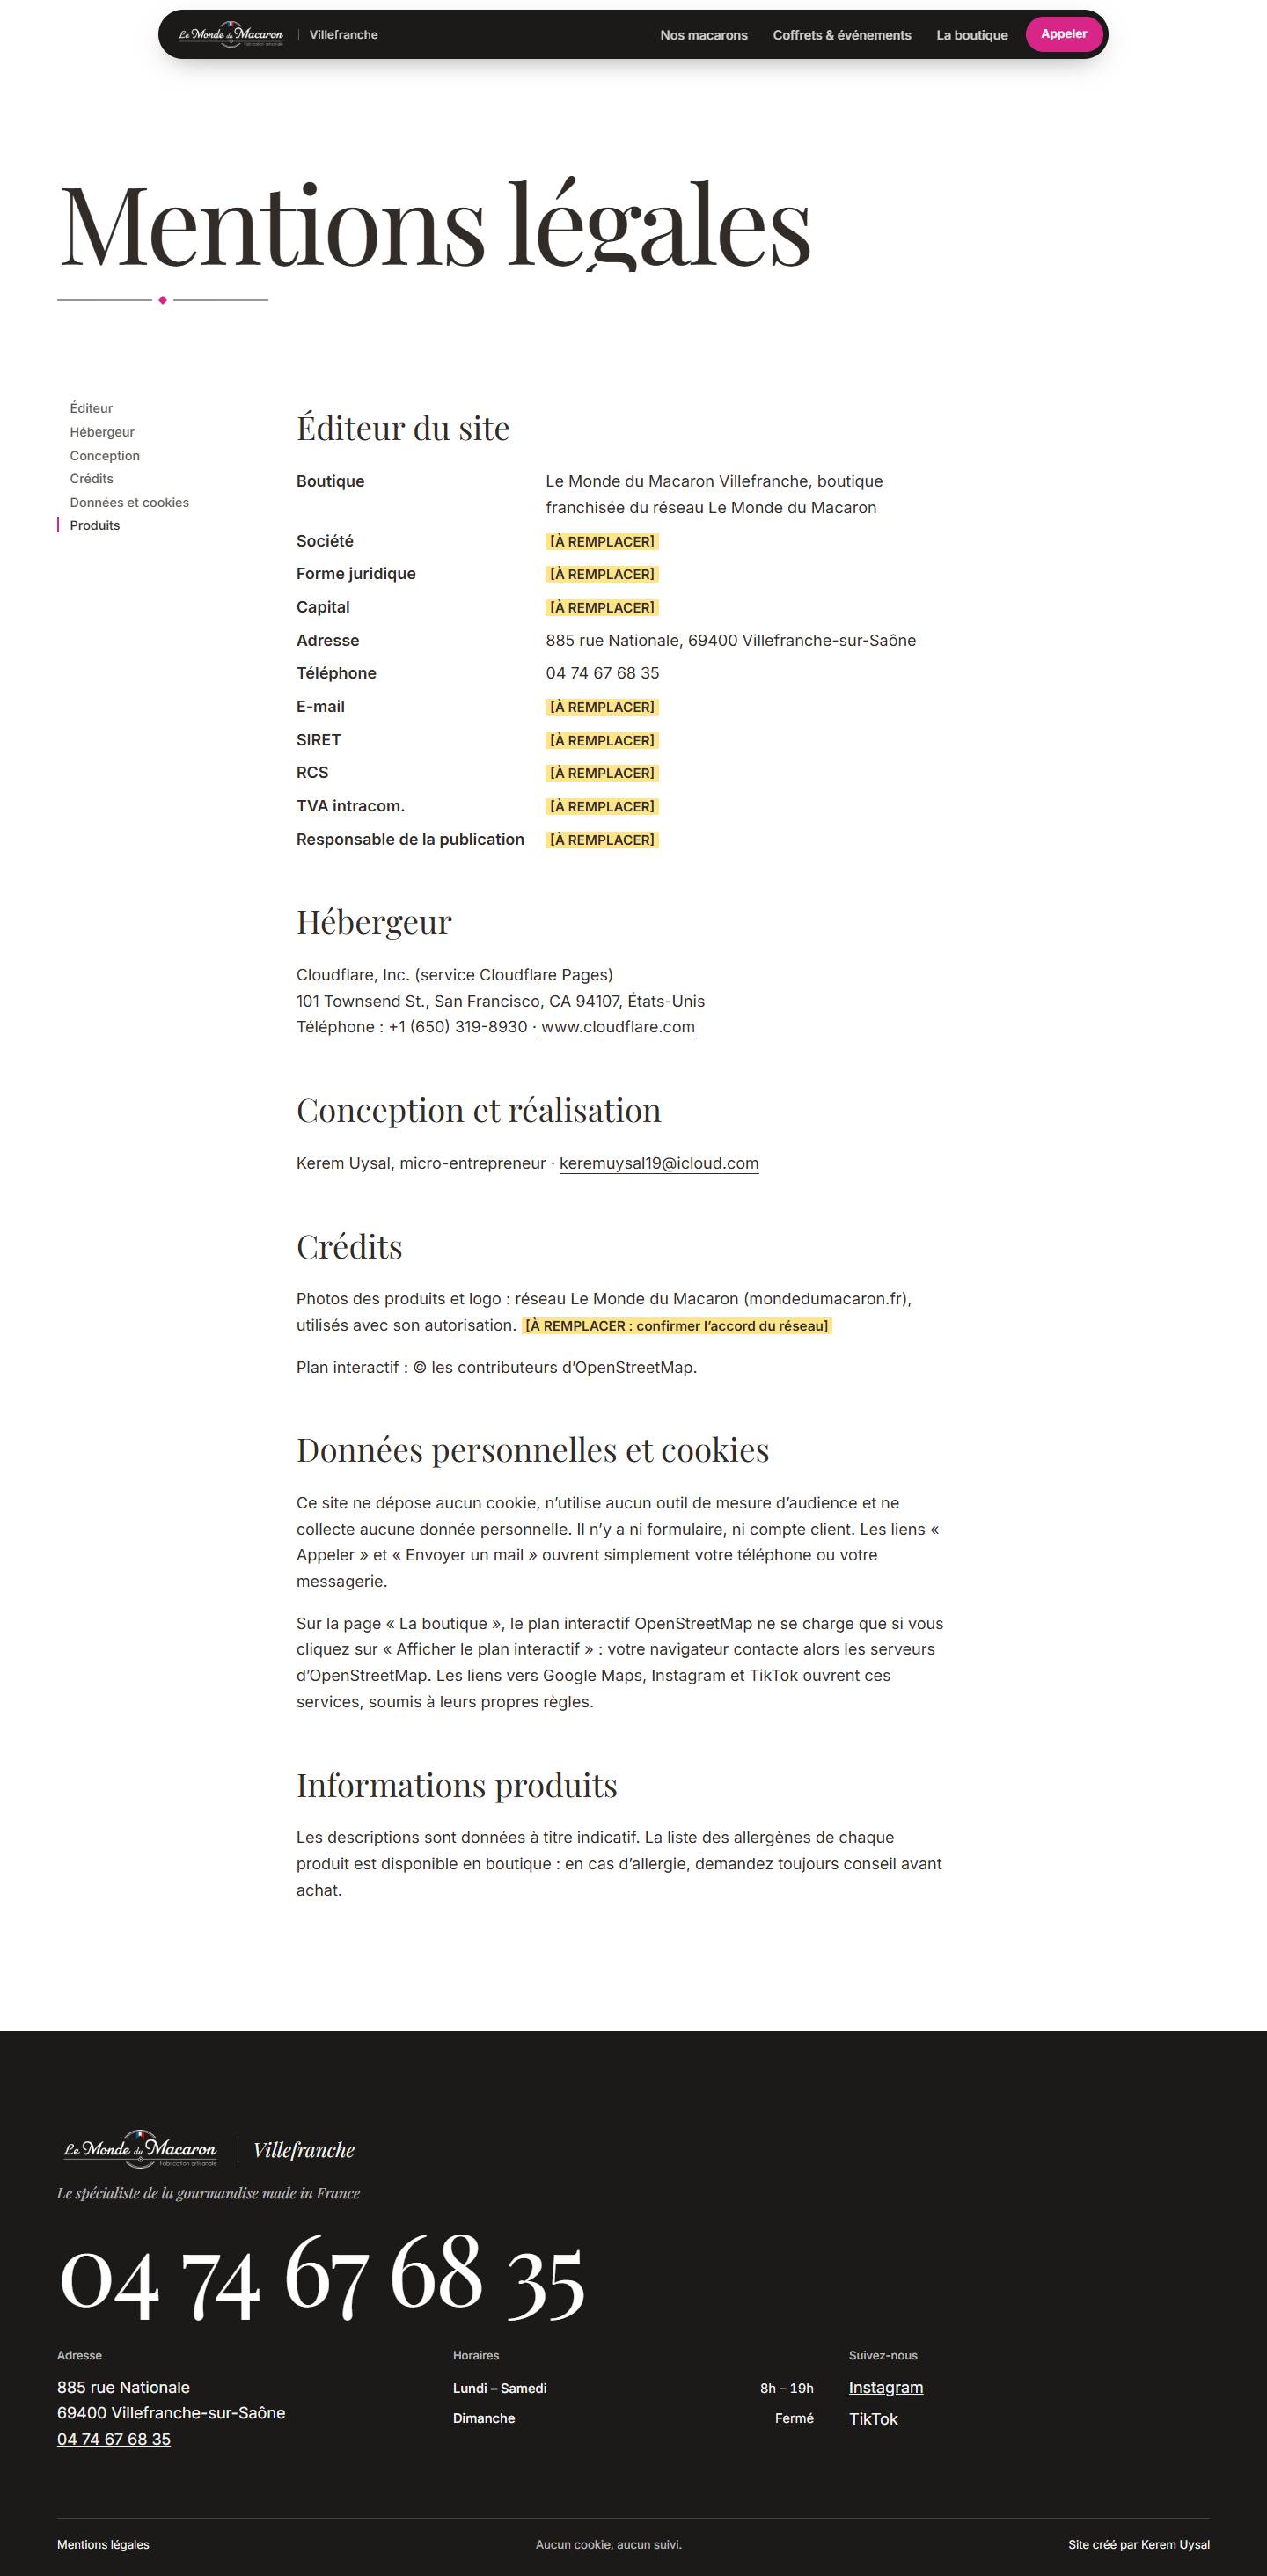 Le Monde du Macaron
Fabrication artisanale
Villefranche
Nos macarons
Coffrets & événements
La boutique
Appeler
Mentions légales
Éditeur
Hébergeur
Conception
Crédits
Données et cookies
Produits
Éditeur du site
Boutique
Le Monde du Macaron Villefranche, boutique
franchisée du réseau Le Monde du Macaron
Société
[À REMPLACER]
Forme juridique
[À REMPLACER]
Capital
[À REMPLACER]
Adresse
885 rue Nationale, 69400 Villefranche-sur-Saône
Téléphone
04 74 67 68 35
E-mail
[À REMPLACER]
SIRET
[À REMPLACER]
RCS
[À REMPLACER]
TVA intracom.
[À REMPLACER]
Responsable de la publication
[À REMPLACER]
Hébergeur
Cloudflare, Inc. (service Cloudflare Pages)
101 Townsend St., San Francisco, CA 94107, États-Unis
Téléphone : +1 (650) 319-8930 · www.cloudflare.com
Conception et réalisation
Kerem Uysal, micro-entrepreneur · keremuysal19@icloud.com
Crédits
Photos des produits et logo : réseau Le Monde du Macaron (mondedumacaron.fr),
utilisés avec son autorisation. [À REMPLACER : confirmer l’accord du réseau]
Plan interactif : © les contributeurs d’OpenStreetMap.
Données personnelles et cookies
Ce site ne dépose aucun cookie, n’utilise aucun outil de mesure d’audience et ne
collecte aucune donnée personnelle. Il n’y a ni formulaire, ni compte client. Les liens «
Appeler » et « Envoyer un mail » ouvrent simplement votre téléphone ou votre
messagerie.
Sur la page « La boutique », le plan interactif OpenStreetMap ne se charge que si vous
cliquez sur « Afficher le plan interactif » : votre navigateur contacte alors les serveurs
d’OpenStreetMap. Les liens vers Google Maps, Instagram et TikTok ouvrent ces
services, soumis à leurs propres règles.
Informations produits
Les descriptions sont données à titre indicatif. La liste des allergènes de chaque
produit est disponible en boutique : en cas d’allergie, demandez toujours conseil avant
achat.
Le Monde du Macaron
Fabrication artisanale
Villefranche
Le spécialiste de la gourmandise made in France
04 74 67 68 35
Adresse
885 rue Nationale
69400 Villefranche-sur-Saône
04 74 67 68 35
Horaires
Lundi – Samedi
8h – 19h
Dimanche
Fermé
Suivez-nous
Instagram
TikTok
Mentions légales
Aucun cookie, aucun suivi.
Site créé par Kerem Uysal